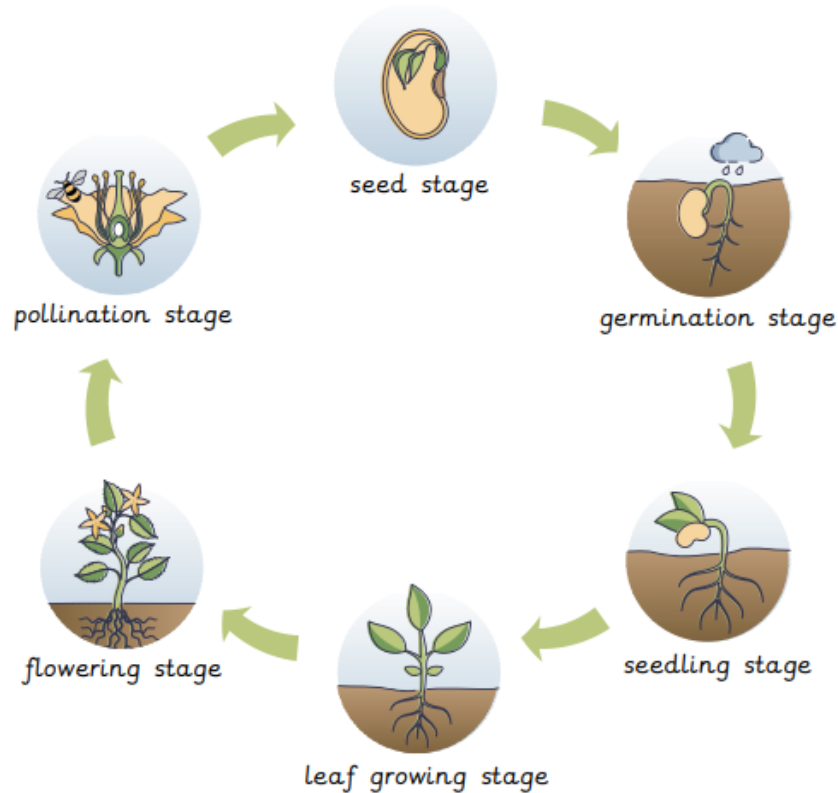 seed stage
germination stage
seedling stage
leaf growing stage
flowering stage
pollination stage